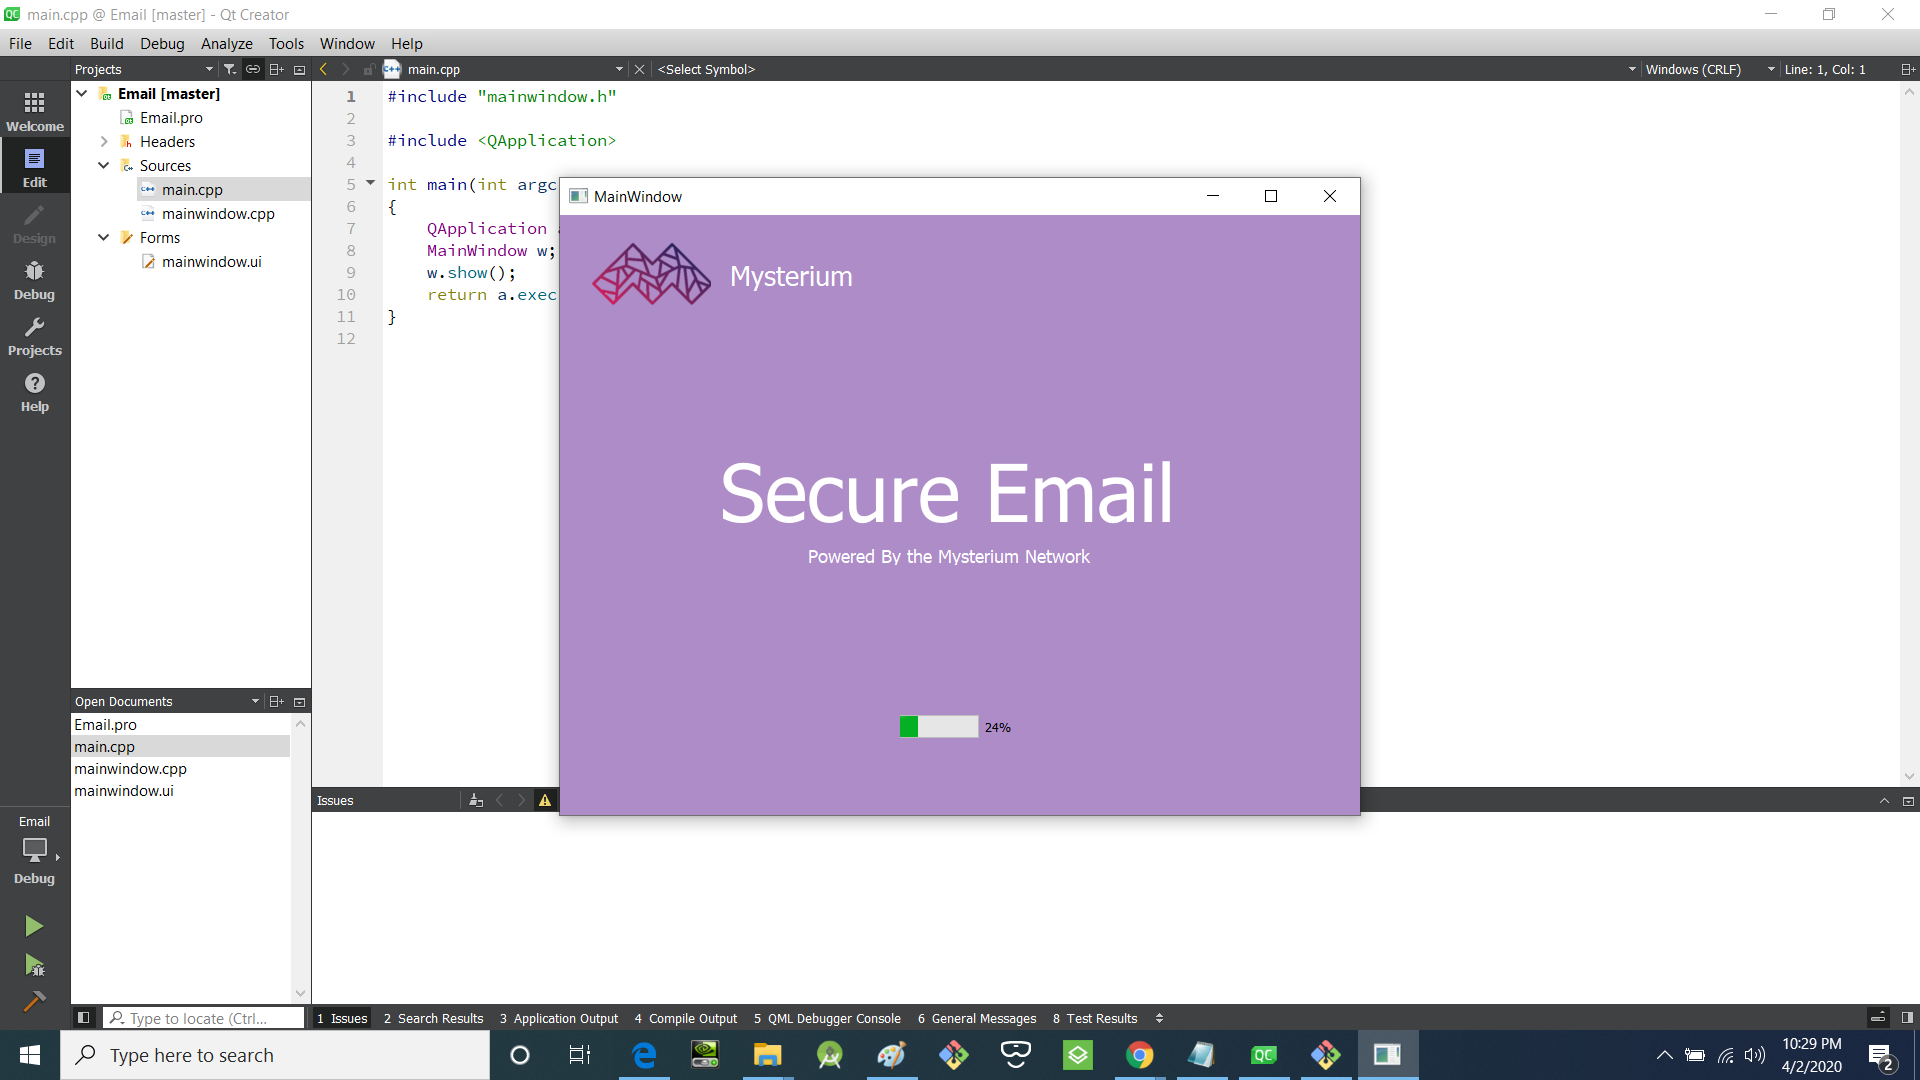 main.cpp @ Email [master] - Qt Creator
File Edit Build Debug Analyze Tools Window Help
Projects
main.cpp
<Select Symbol>
Windows (CRLF)
Line: 1, Col: 1
Welcome
Edit
Design
Debug
Projects
Help
Email [master]
Email.pro
Headers
Sources
main.cpp
mainwindow.cpp
Forms
mainwindow.ui
1 #include "mainwindow.h"
2
3 #include <QApplication>
4
5 int main(int argc
6 {
7 QApplication
8 MainWindow w;
9 w.show();
10 return a.exec
11 }
12
MainWindow
Mysterium
Secure Email
Powered By the Mysterium Network
24%
Open Documents
Email.pro
main.cpp
mainwindow.cpp
mainwindow.ui
Issues
Email
Debug
Type to locate (Ctrl...
1 Issues 2 Search Results 3 Application Output 4 Compile Output 5 QML Debugger Console 6 General Messages 8 Test Results
Type here to search
QC
10:29 PM
4/2/2020
2